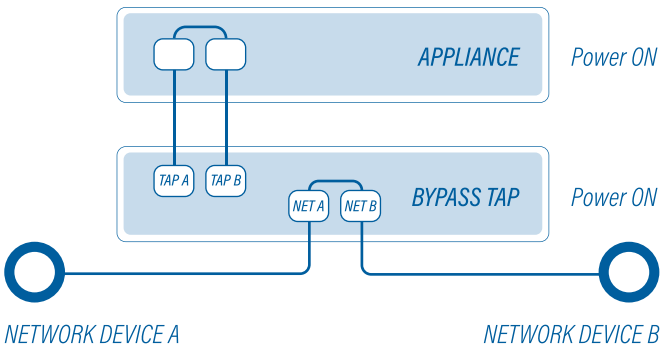 APPLIANCE Power ON
TAP A TAP B
NET A NET B
BYPASS TAP Power ON
NETWORK DEVICE A NETWORK DEVICE B